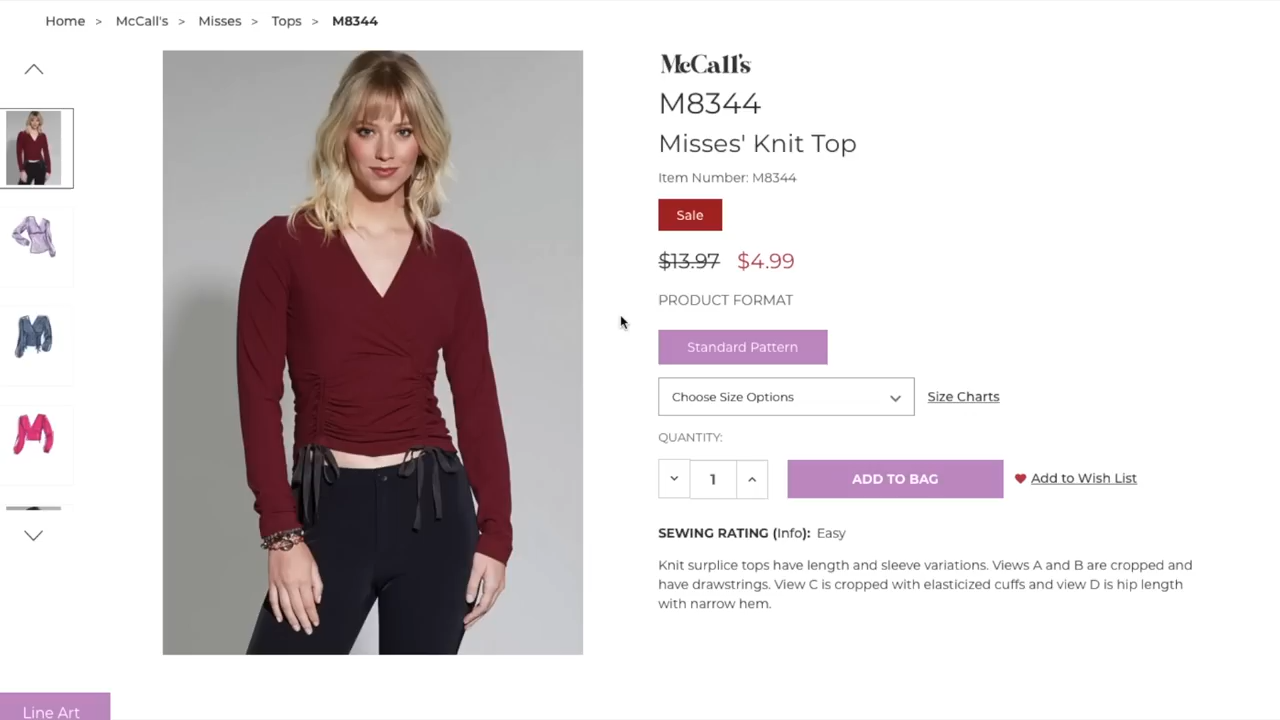 Home > McCall's > Misses > Tops > M8344
McCall's
M8344
Misses' Knit Top
Item Number: M8344
Sale
$13.97 $4.99
PRODUCT FORMAT
Standard Pattern
Choose Size Options
Size Charts
QUANTITY:
1
ADD TO BAG
Add to Wish List
SEWING RATING (Info): Easy
Knit surplice tops have length and sleeve variations. Views A and B are cropped and
have drawstrings. View C is cropped with elasticized cuffs and view D is hip length
with narrow hem.
Line Art